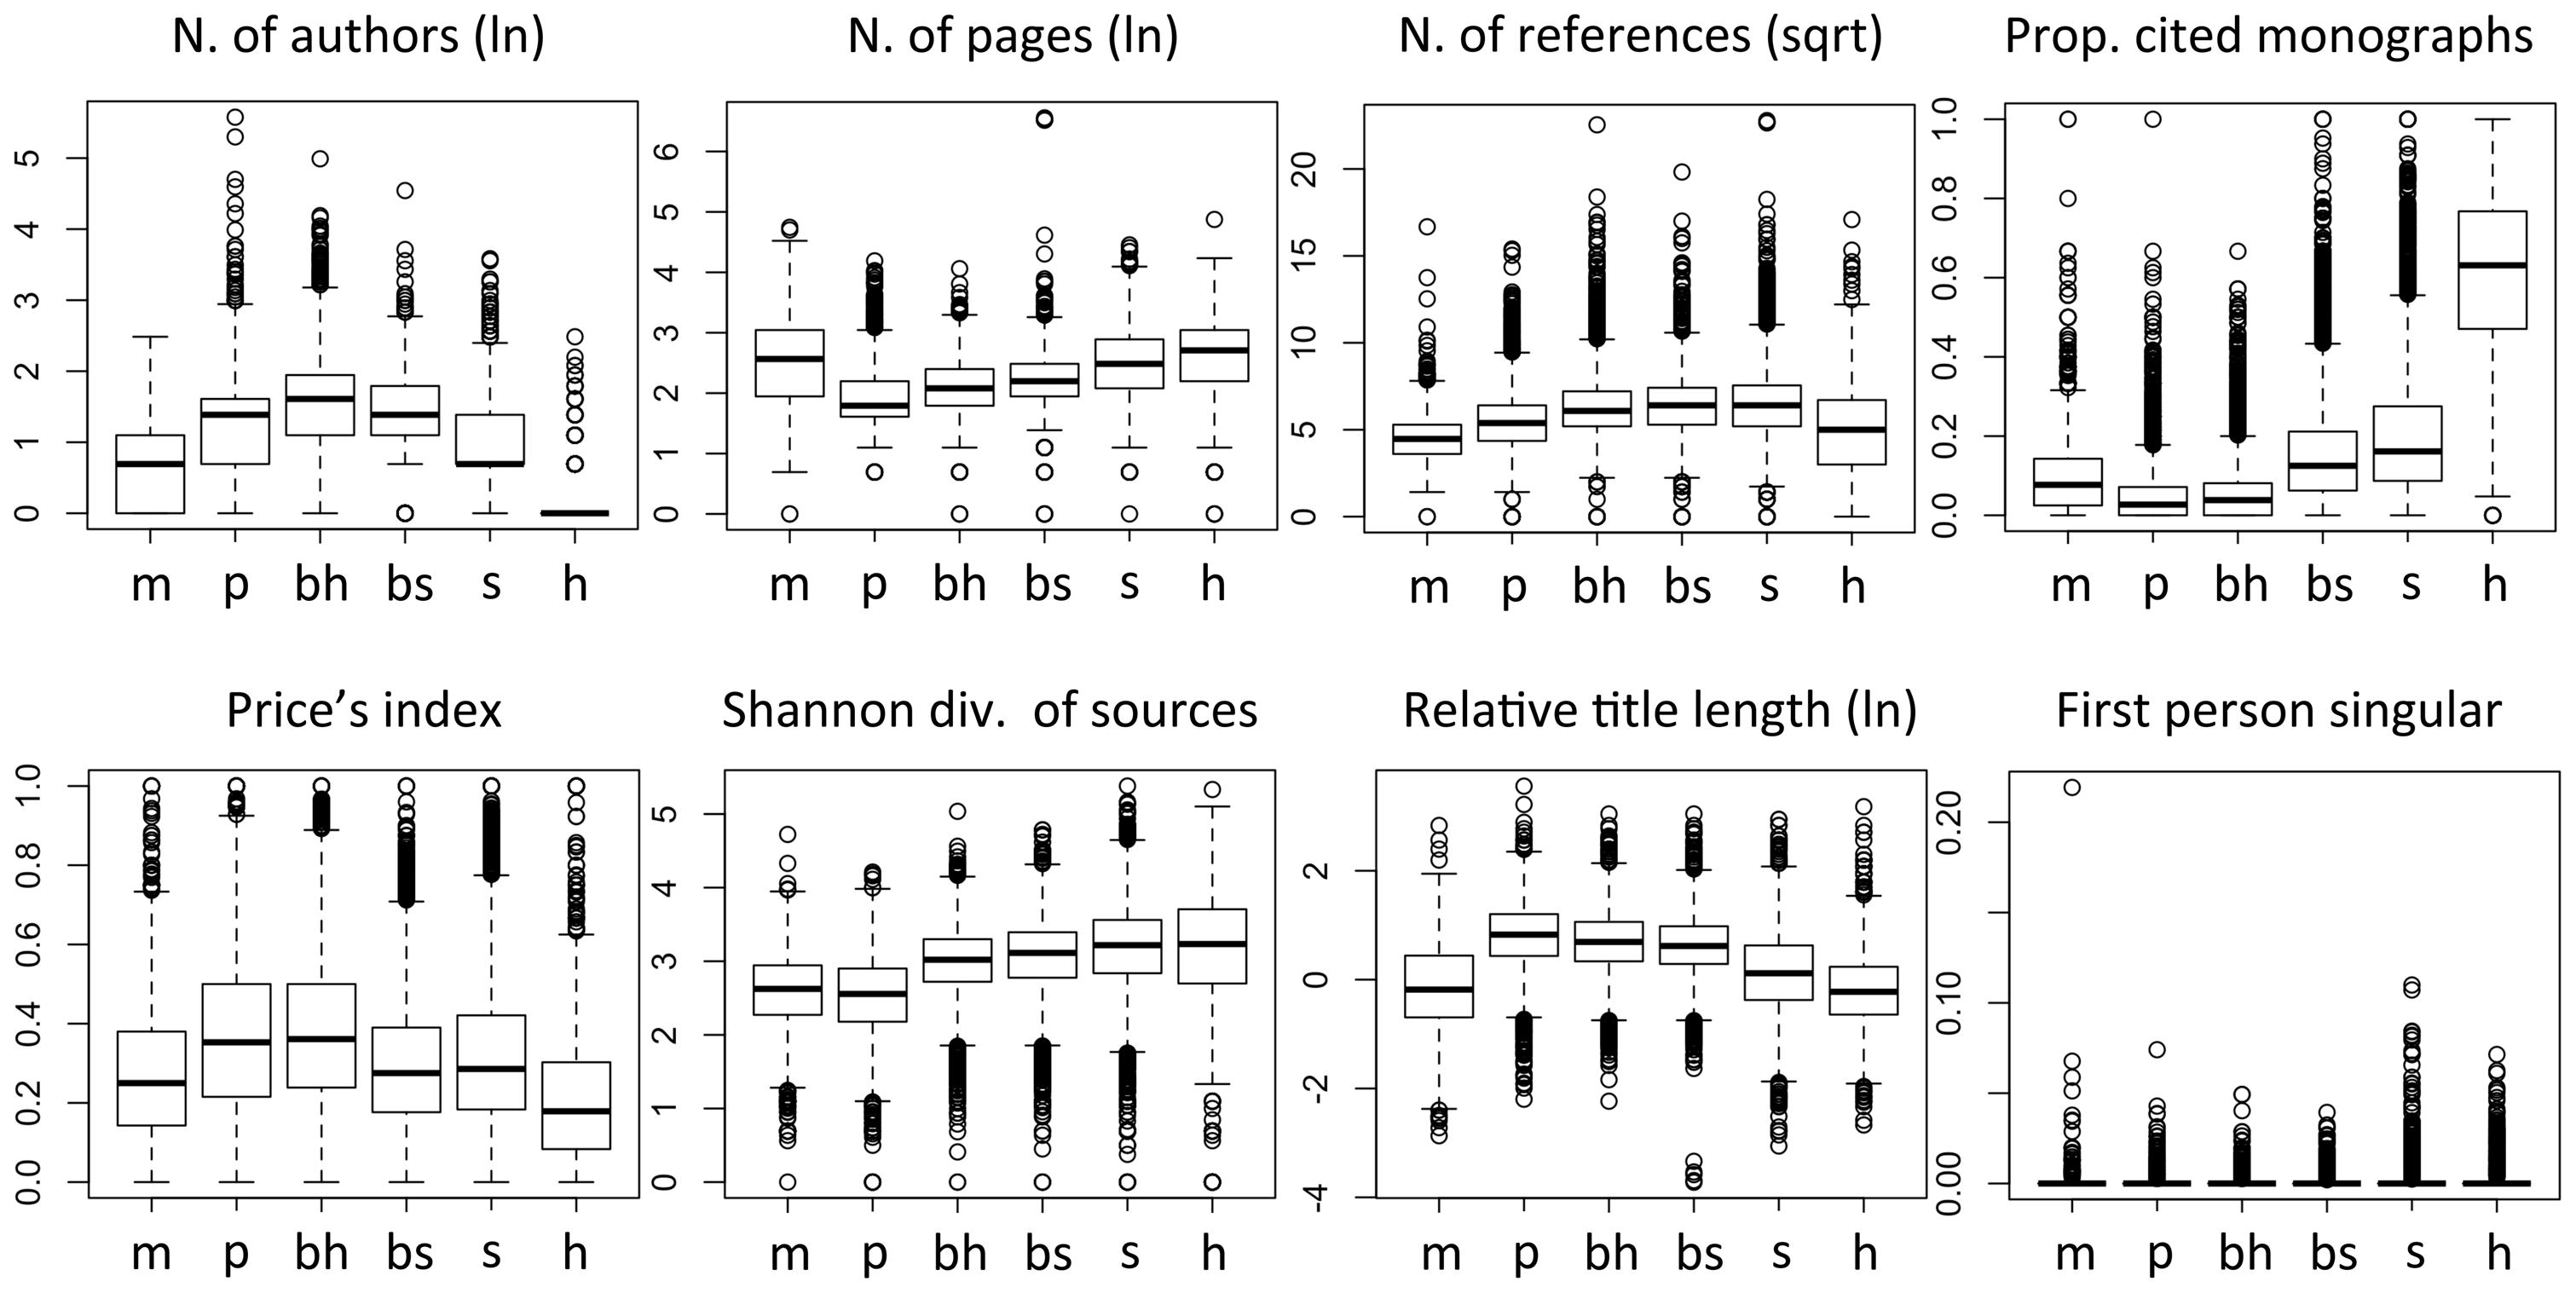 N. of authors (ln)
N. of pages (ln)
N. of references (sqrt)
Prop. cited monographs
0 1 2 3 4 5
m p bh bs s h
0 1 2 3 4 5 6
m p bh bs s h
0 5 10 15 20
m p bh bs s h
0.0 0.2 0.4 0.6 0.8 1.0
m p bh bs s h
Price’s index
Shannon div. of sources
Relative title length (ln)
First person singular
0.0 0.2 0.4 0.6 0.8 1.0
m p bh bs s h
0 1 2 3 4 5
m p bh bs s h
-4 -2 0 2
m p bh bs s h
0.00 0.10 0.20
m p bh bs s h